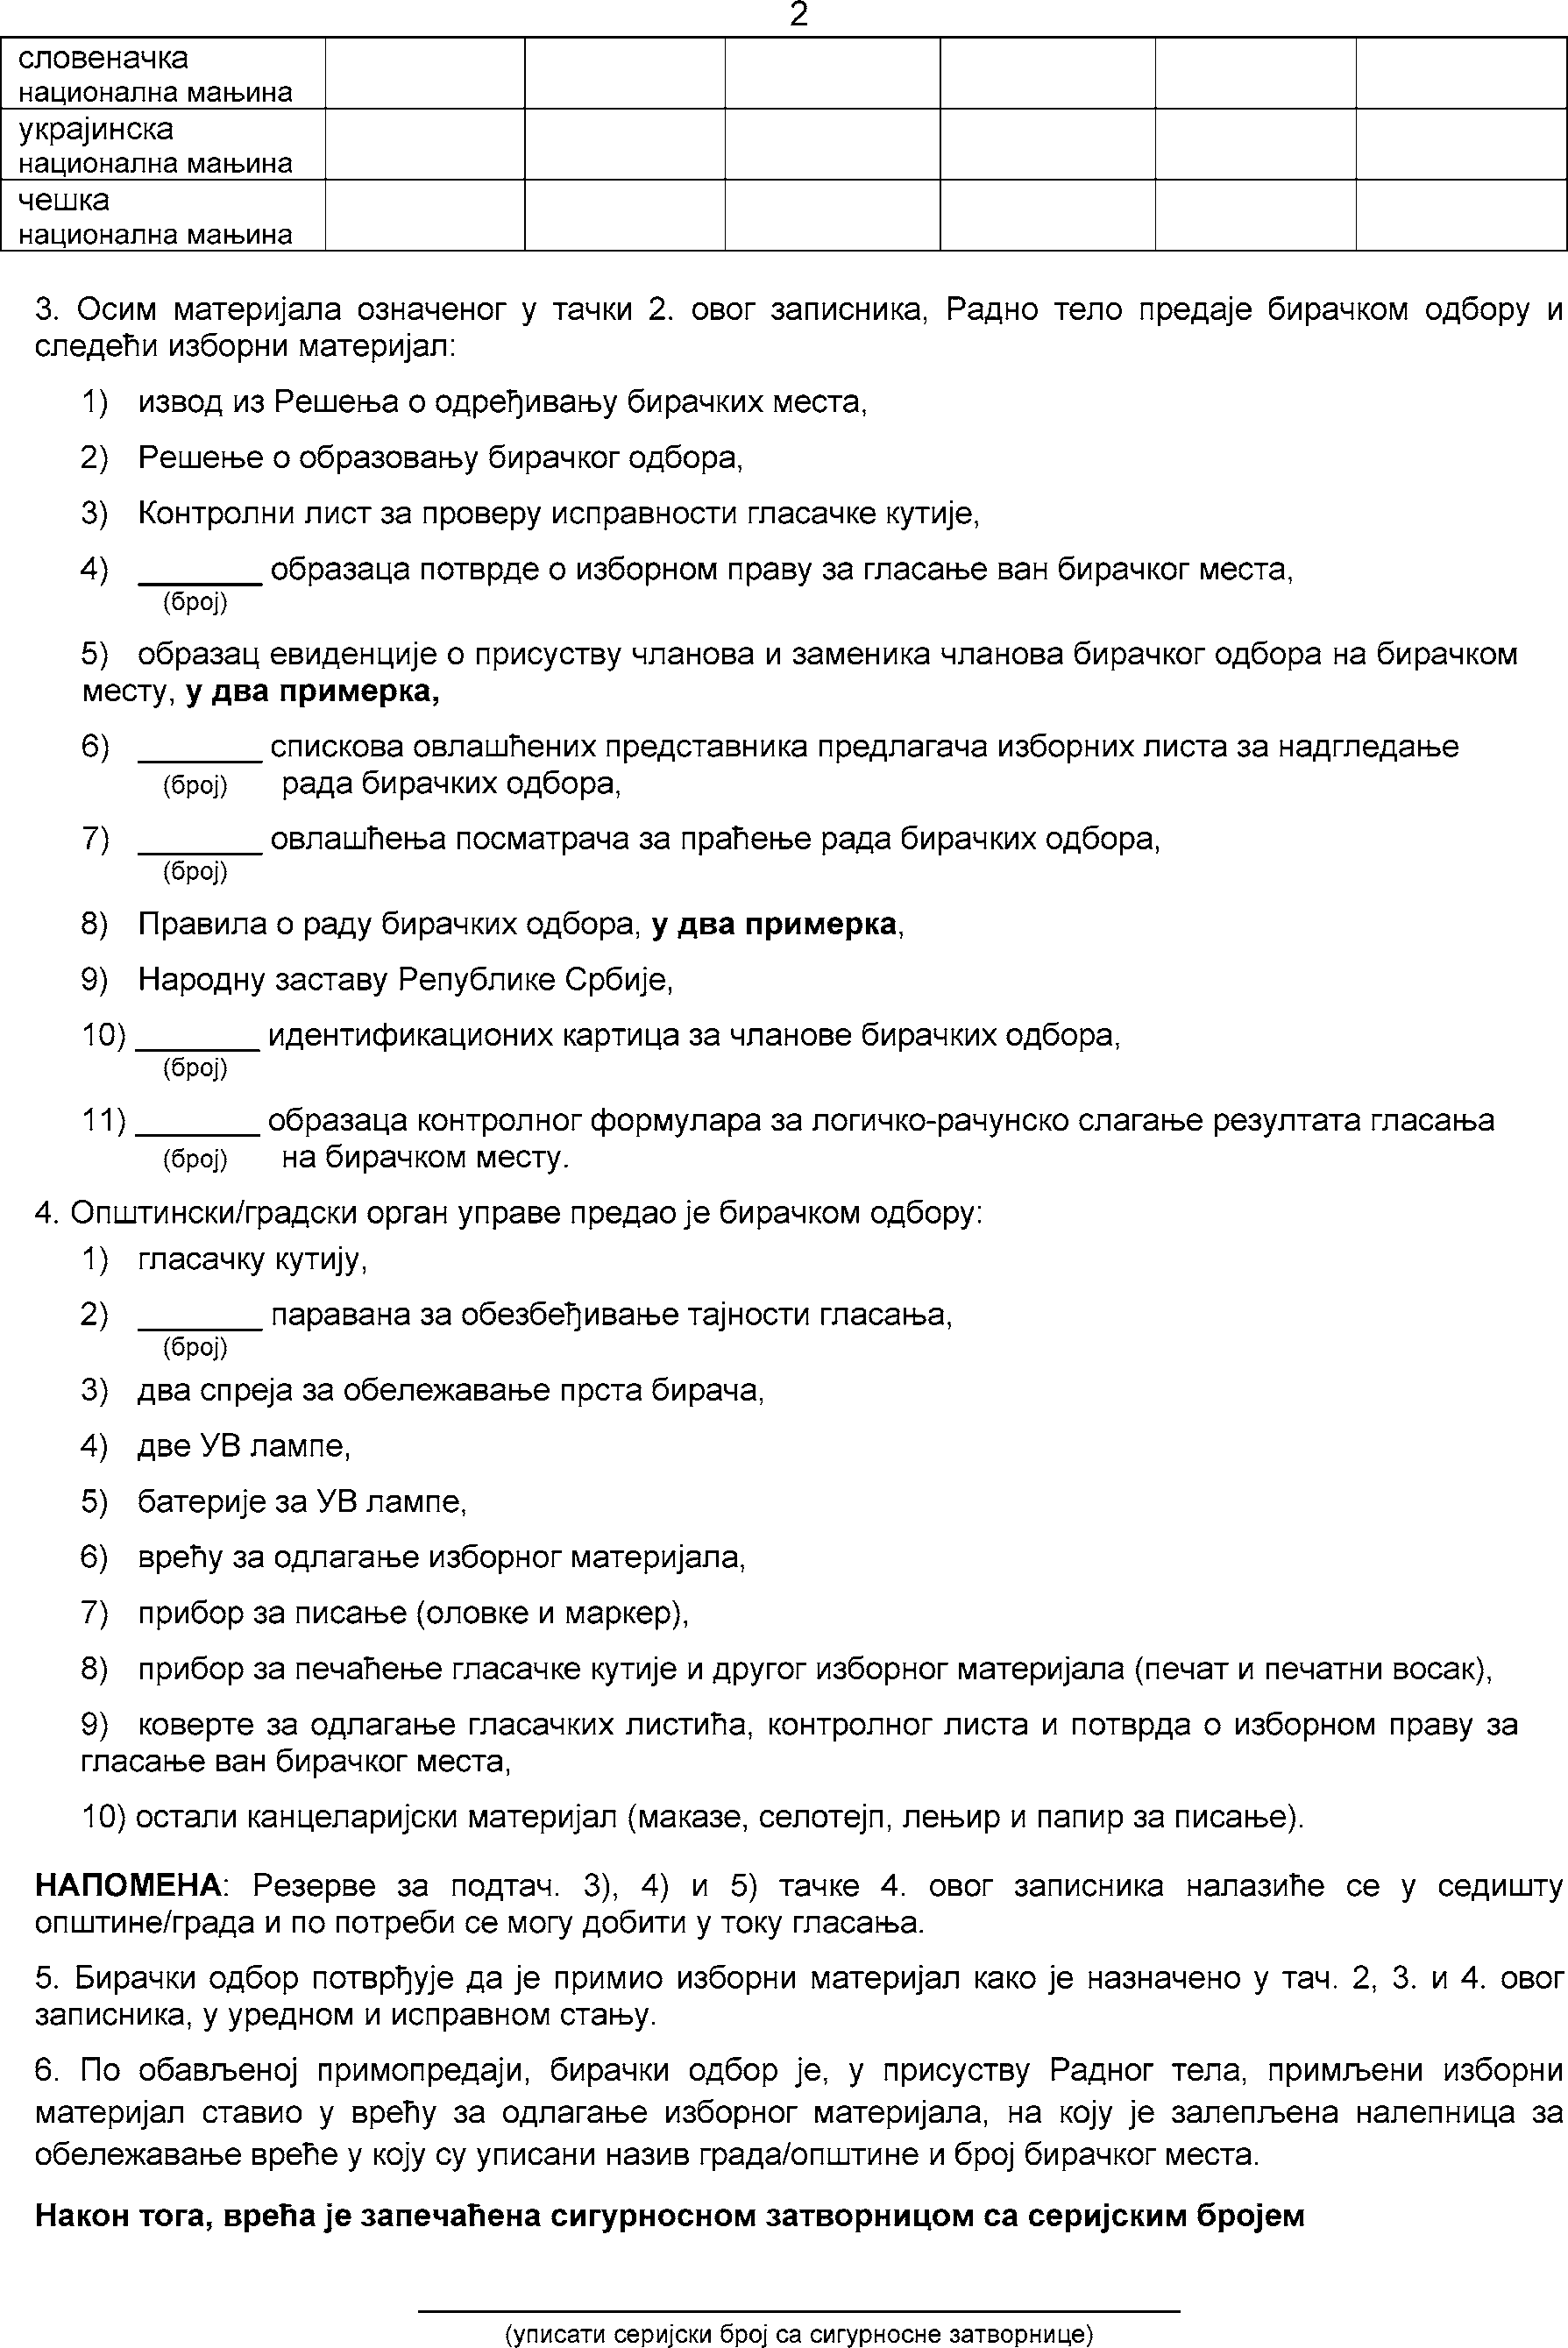 2
словеначка
национална мањина
украјинска
национална мањина
чешка
национална мањина
3. Осим материјала означеног у тачки 2. овог записника, Радно тело предаје бирачком одбору и
следећи изборни материјал:
1) извод из Решења о одређивању бирачких места,
2) Решење о образовању бирачког одбора,
3) Контролни лист за проверу исправности гласачке кутије,
4) _______ образаца потврде о изборном праву за гласање ван бирачког места,
(број)
5) образац евиденције о присуству чланова и заменика чланова бирачког одбора на бирачком
месту, у два примерка,
6) _______ спискова овлашћених представника предлагача изборних листа за надгледање
(број) рада бирачких одбора,
7) _______ овлашћења посматрача за праћење рада бирачких одбора,
(број)
8) Правила о раду бирачких одбора, у два примерка,
9) Народну заставу Републике Србије,
10) _______ идентификационих картица за чланове бирачких одбора,
(број)
11) _______ образаца контролног формулара за логичко-рачунско слагање резултата гласања
(број) на бирачком месту.
4. Општински/градски орган управе предао је бирачком одбору:
1) гласачку кутију,
2) _______ паравана за обезбеђивање тајности гласања,
(број)
3) два спреја за обележавање прста бирача,
4) две УВ лампе,
5) батерије за УВ лампе,
6) врећу за одлагање изборног материјала,
7) прибор за писање (оловке и маркер),
8) прибор за печаћење гласачке кутије и другог изборног материјала (печат и печатни восак),
9) коверте за одлагање гласачких листића, контролног листа и потврда о изборном праву за
гласање ван бирачког места,
10) остали канцеларијски материјал (маказе, селотејп, лењир и папир за писање).
НАПОМЕНА: Резерве за подтач. 3), 4) и 5) тачке 4. овог записника налазиће се у седишту
општине/града и по потреби се могу добити у току гласања.
5. Бирачки одбор потврђује да је примио изборни материјал како је назначено у тач. 2, 3. и 4. овог
записника, у уредном и исправном стању.
6. По обављеној примопредаји, бирачки одбор је, у присуству Радног тела, примљени изборни
материјал ставио у врећу за одлагање изборног материјала, на коју је залепљена налепница за
обележавање вреће у коју су уписани назив града/општине и број бирачког места.
Након тога, врећа је запечаћена сигурносном затворницом са серијским бројем
(уписати серијски број са сигурносне затворнице)